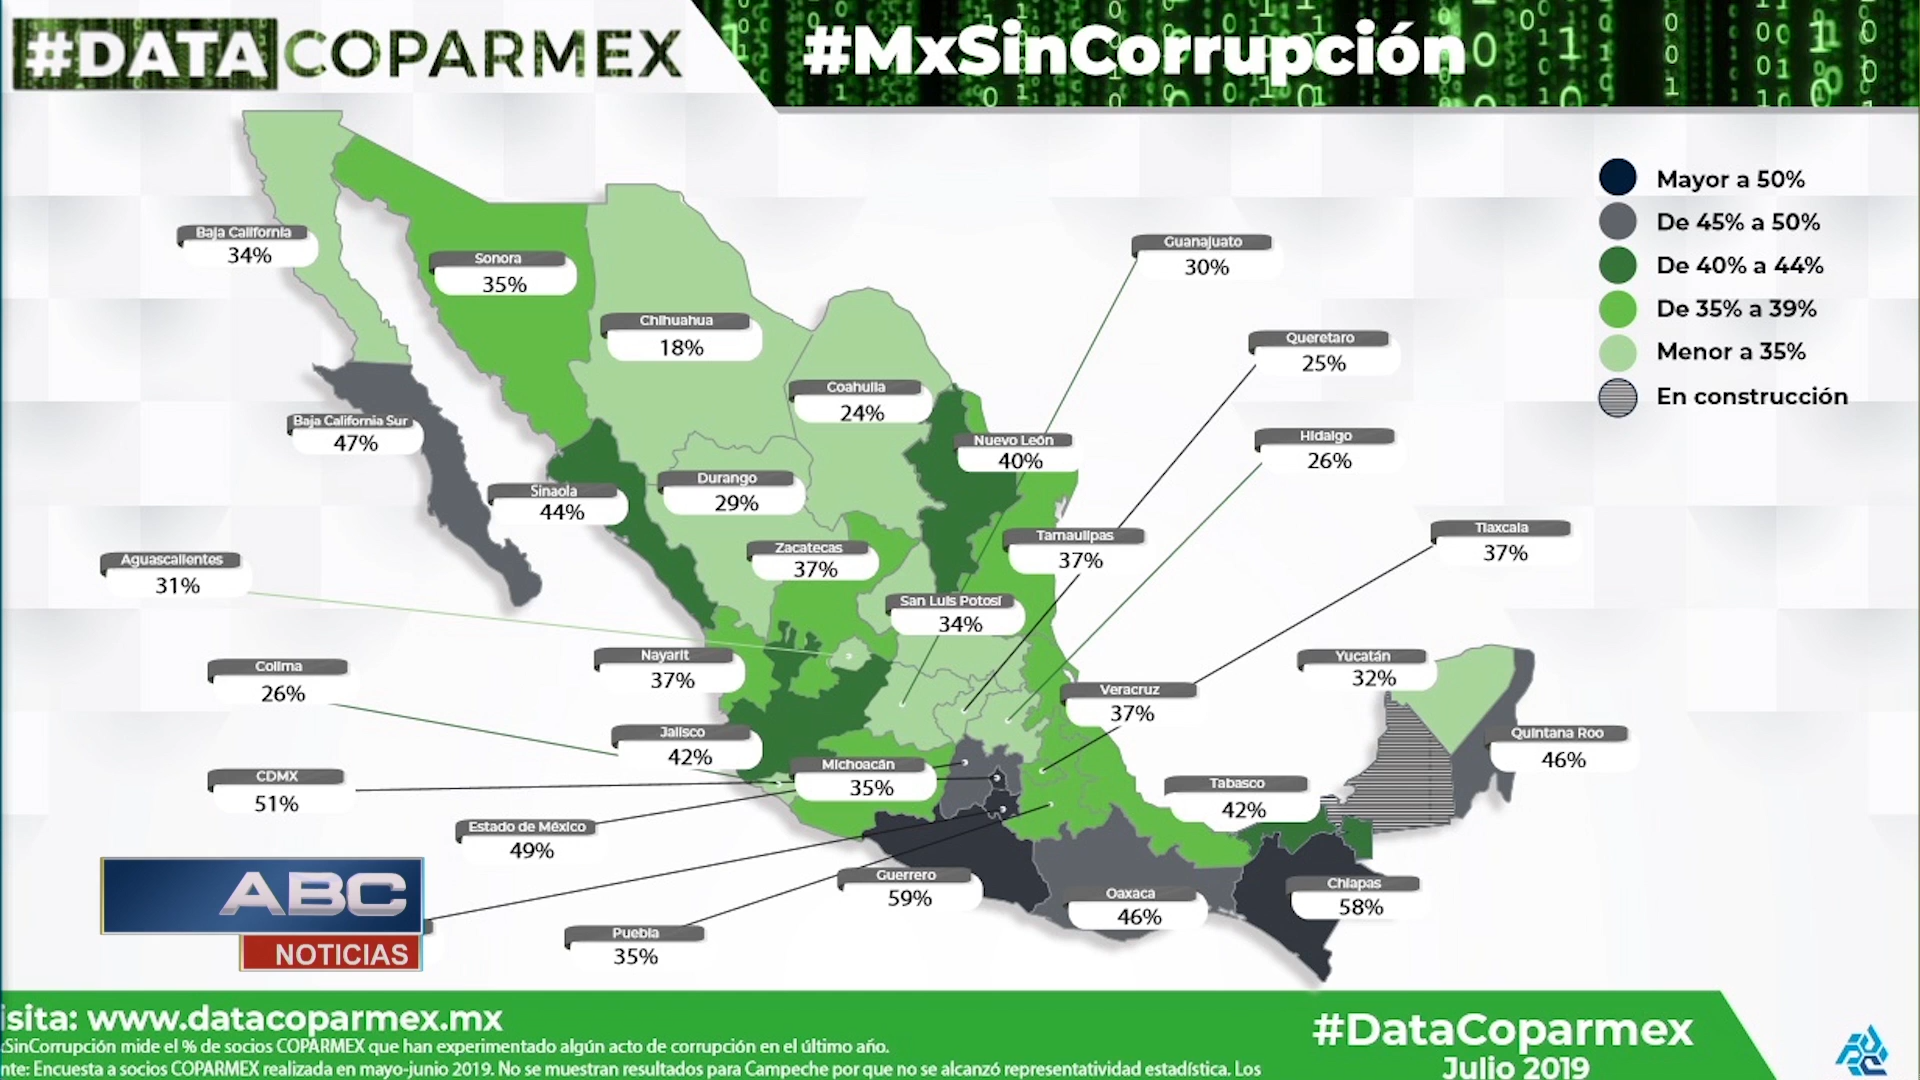 #DATA COPARMEX
#MxSinCorrupción
Mayor a 50%
De 45% a 50%
De 40% a 44%
De 35% a 39%
Menor a 35%
En construcción
Baja California
34%
Sonora
35%
Chihuahua
18%
Coahuila
24%
Guanajuato
30%
Queretaro
25%
Hidalgo
26%
Nuevo León
40%
Baja California Sur
47%
Sinaloa
44%
Durango
29%
Zacatecas
37%
Tamaulipas
37%
Tlaxcala
37%
Aguascalientes
31%
San Luis Potosí
34%
Colima
26%
Nayarit
37%
Veracruz
37%
Yucatán
32%
Jalisco
42%
Quintana Roo
46%
CDMX
51%
Michoacán
35%
Tabasco
42%
Estado de México
49%
Guerrero
59%
Oaxaca
46%
Chiapas
58%
Puebla
35%
ABC
NOTICIAS
isita: www.datacoparmex.mx
SinCorrupción mide el % de socios COPARMEX que han experimentado algún acto de corrupción en el último año.
nte: Encuesta a socios COPARMEX realizada en mayo-junio 2019. No se muestran resultados para Campeche por que no se alcanzó representatividad estadística. Los
#DataCoparmex
Julio 2019